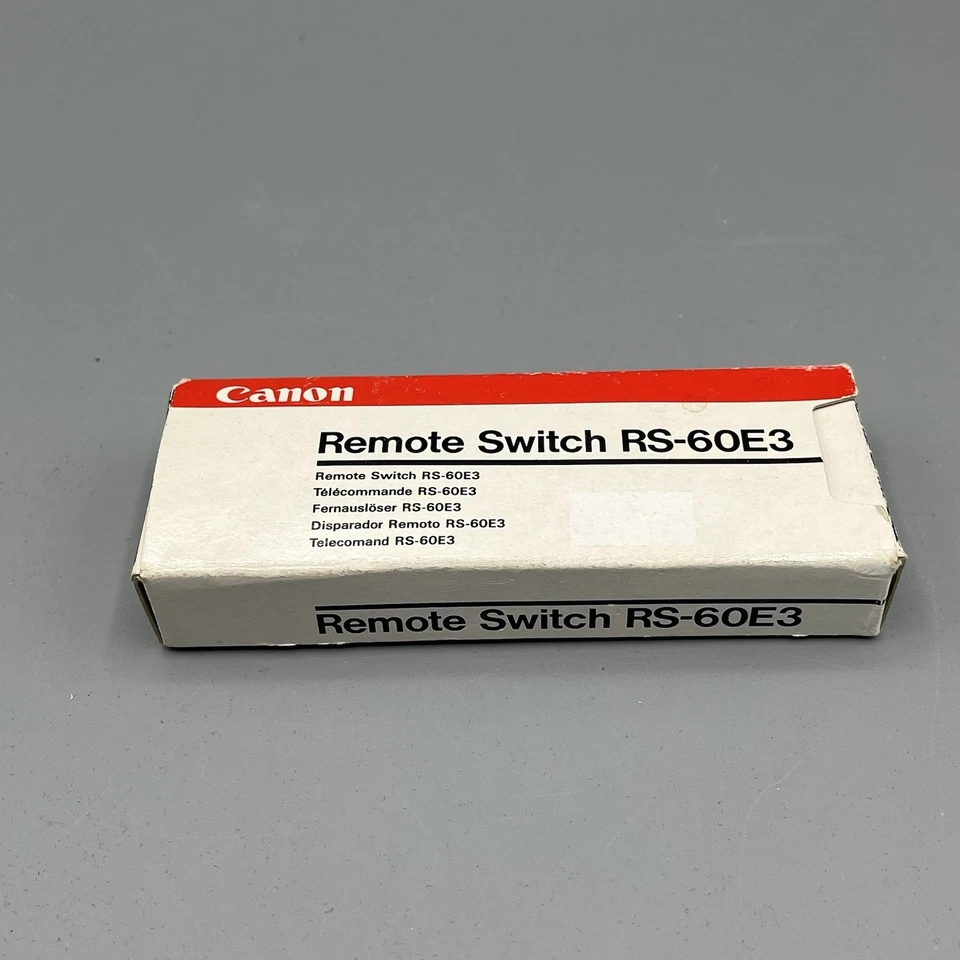 Canon
Remote Switch RS-60E3
Remote Switch RS-60E3
Télécommande RS-60E3
Fernauslöser RS-60E3
Disparador Remoto RS-60E3
Telecomand RS-60E3
Remote Switch RS-60E3